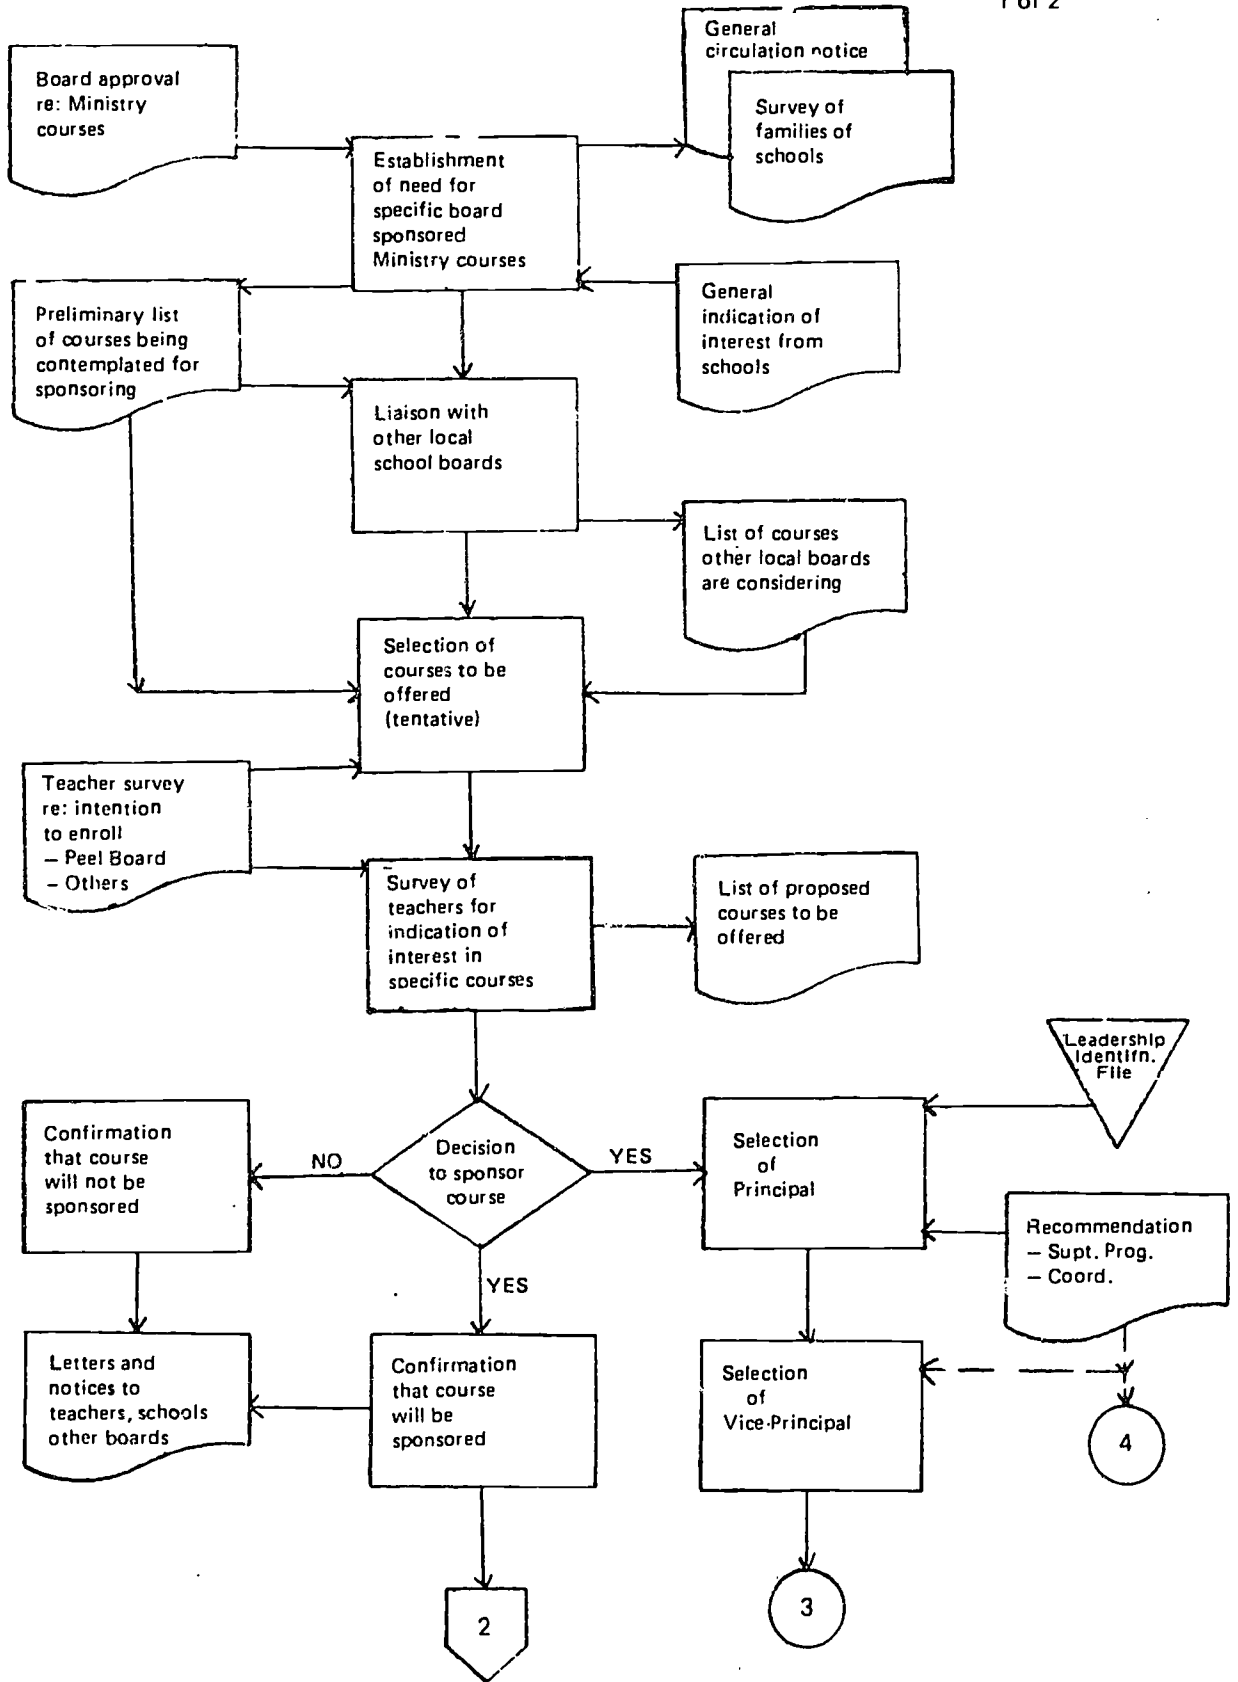 1 of 2
General
circulation notice
Board approval
re: Ministry
courses
Survey of
families of
schools
Establishment
of need for
specific board
sponsored
Ministry courses
General
indication of
interest from
schools
Preliminary list
of courses being
contemplated for
sponsoring
Liaison with
other local
school boards
List of courses
other local boards
are considering
Selection of
courses to be
offered
(tentative)
Teacher survey
re: intention
to enroll
– Peel Board
– Others
Survey of
teachers for
indication of
interest in
specific courses
List of proposed
courses to be
offered
Leadership
Identifn.
File
Confirmation
that course
will not be
sponsored
NO
Decision
to sponsor
course
YES
Selection
of
Principal
Recommendation
– Supt. Prog.
– Coord.
YES
Letters and
notices to
teachers, schools
other boards
Confirmation
that course
will be
sponsored
Selection
of
Vice-Principal
4
2
3